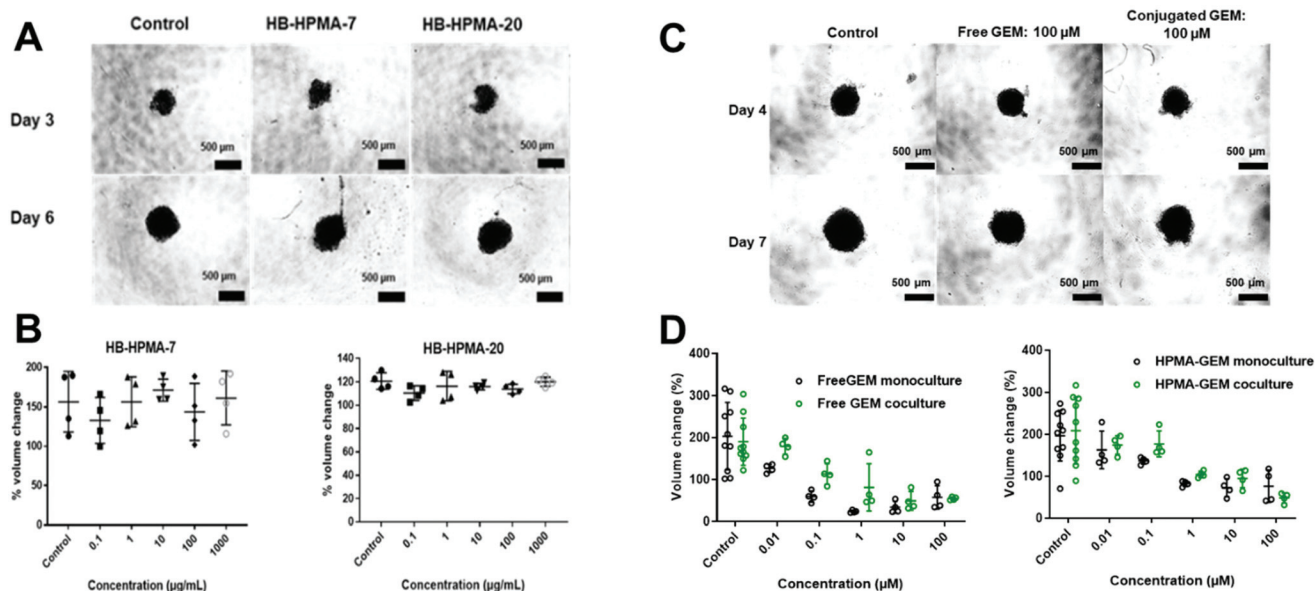 A
Control HB-HPMA-7 HB-HPMA-20
Day 3
500 µm 500 µm 500 µm
Day 6
500 µm 500 µm 500 µm
B
HB-HPMA-7
% volume change
200
150
100
50
0
Control 0.1 1 10 100 1000
Concentration (µg/mL)
HB-HPMA-20
% volume change
140
120
100
80
60
40
20
0
Control 0.1 1 10 100 1000
Concentration (µg/mL)
C
Control Free GEM: 100 µM Conjugated GEM:
100 µM
Day 4
500 µm 500 µm 500 µm
Day 7
500 µm 500 µm 500 µm
D
Volume change (%)
400
300
200
100
0
FreeGEM monoculture
Free GEM coculture
Control 0.01 0.1 1 10 100
Concentration (µM)
Volume change (%)
400
300
200
100
0
HPMA-GEM monoculture
HPMA-GEM coculture
Control 0.01 0.1 1 10 100
Concentration (µM)